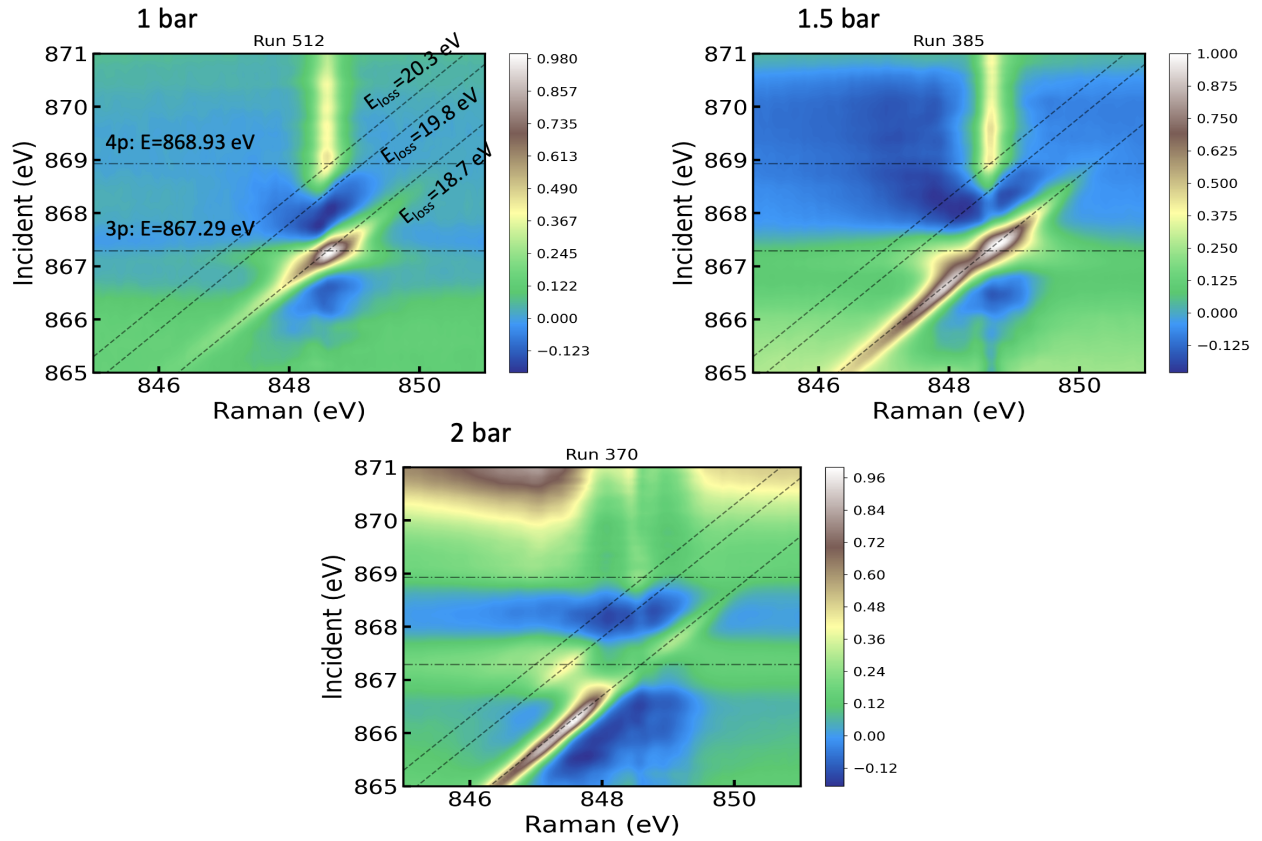 1 bar
Run 512
871
870
869
868
867
866
865
Incident (eV)
4p: E=868.93 eV
3p: E=867.29 eV
E_loss=20.3 eV
E_loss=19.8 eV
E_loss=18.7 eV
846 848 850
Raman (eV)
0.980
0.857
0.735
0.613
0.490
0.367
0.245
0.122
0.000
−0.123
1.5 bar
Run 385
871
870
869
868
867
866
865
Incident (eV)
846 848 850
Raman (eV)
1.000
0.875
0.750
0.625
0.500
0.375
0.250
0.125
0.000
−0.125
2 bar
Run 370
871
870
869
868
867
866
865
Incident (eV)
846 848 850
Raman (eV)
0.96
0.84
0.72
0.60
0.48
0.36
0.24
0.12
0.00
−0.12